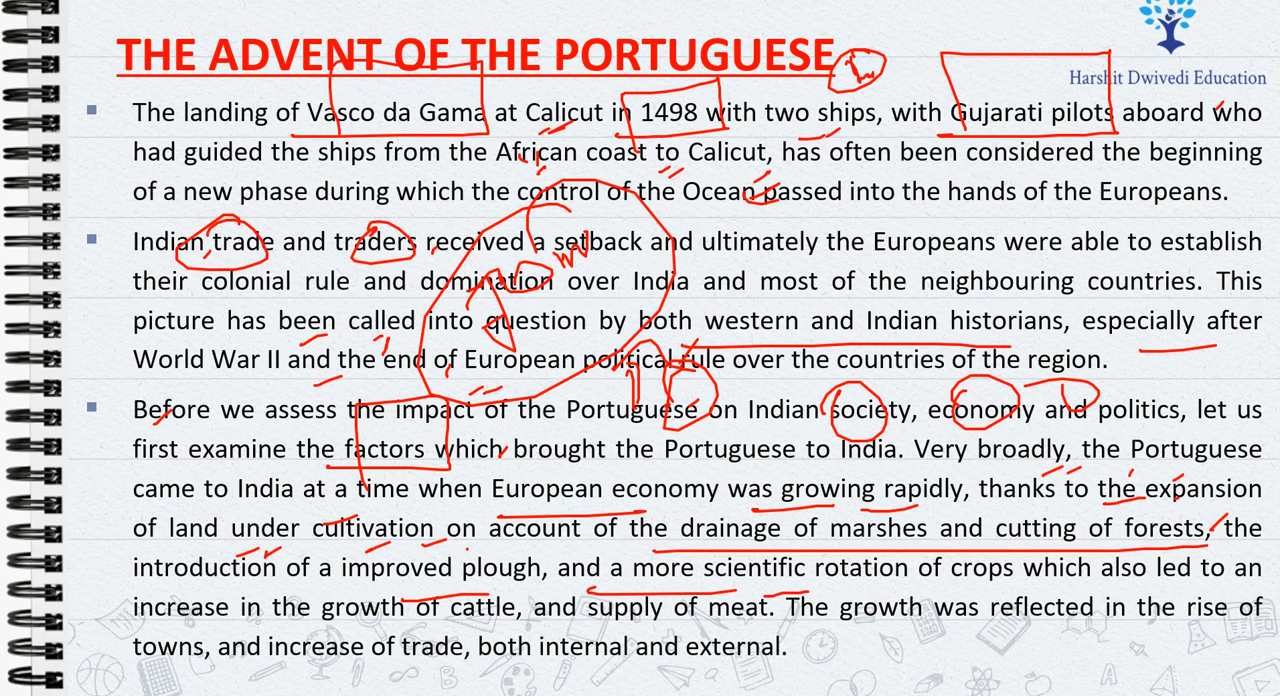 THE ADVENT OF THE PORTUGUESE
Harshit Dwivedi Education
The landing of Vasco da Gama at Calicut in 1498 with two ships, with Gujarati pilots aboard who
had guided the ships from the African coast to Calicut, has often been considered the beginning
of a new phase during which the control of the Ocean passed into the hands of the Europeans.
Indian trade and traders received a setback and ultimately the Europeans were able to establish
their colonial rule and domination over India and most of the neighbouring countries. This
picture has been called into question by both western and Indian historians, especially after
World War II and the end of European political rule over the countries of the region.
Before we assess the impact of the Portuguese on Indian society, economy and politics, let us
first examine the factors which brought the Portuguese to India. Very broadly, the Portuguese
came to India at a time when European economy was growing rapidly, thanks to the expansion
of land under cultivation on account of the drainage of marshes and cutting of forests, the
introduction of a improved plough, and a more scientific rotation of crops which also led to an
increase in the growth of cattle, and supply of meat. The growth was reflected in the rise of
towns, and increase of trade, both internal and external.